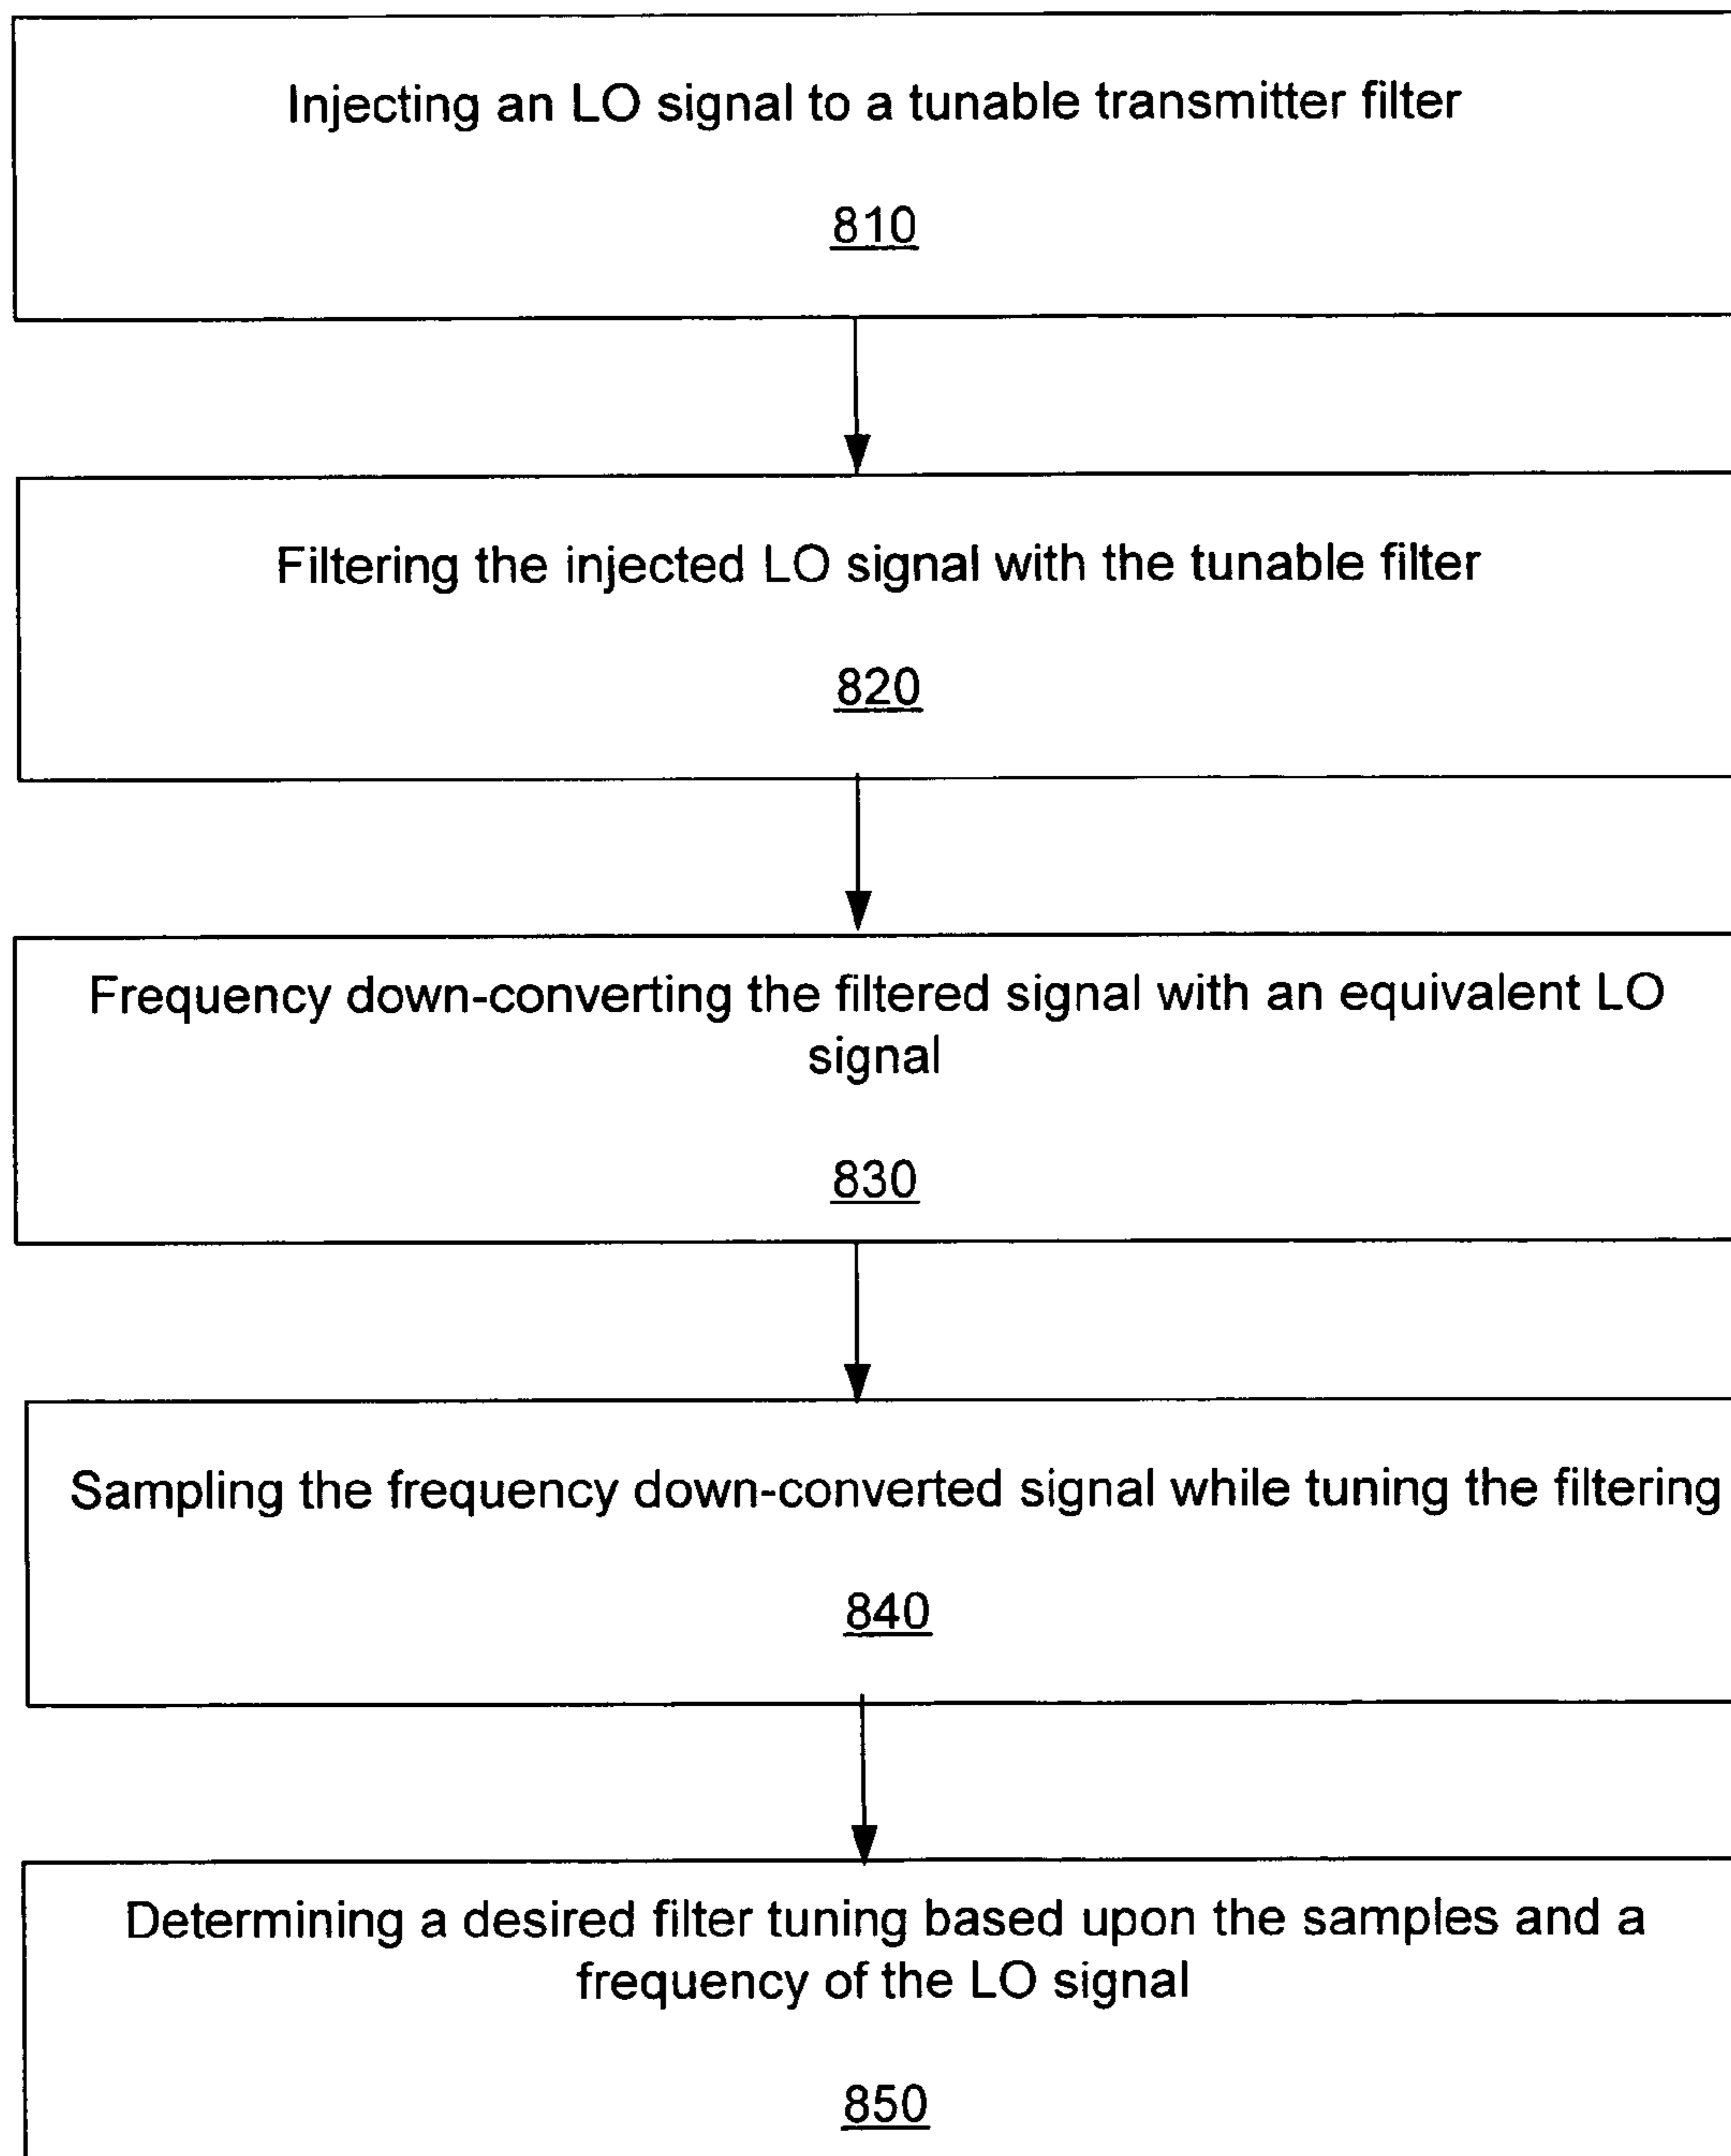 Injecting an LO signal to a tunable transmitter filter
810
Filtering the injected LO signal with the tunable filter
820
Frequency down-converting the filtered signal with an equivalent LO
signal
830
Sampling the frequency down-converted signal while tuning the filtering
840
Determining a desired filter tuning based upon the samples and a
frequency of the LO signal
850